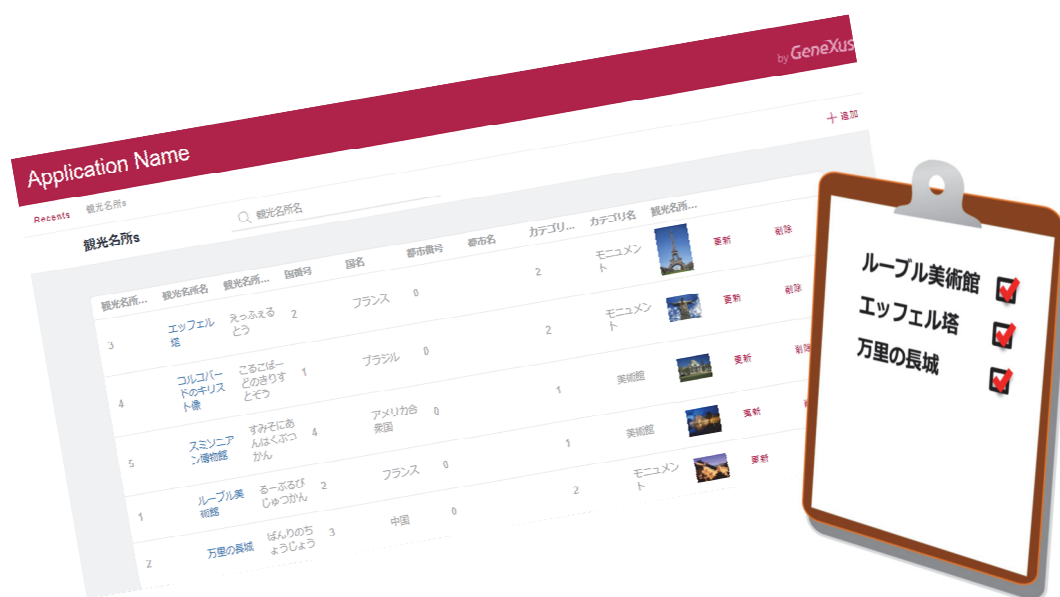 by GeneXus
Application Name
Recents 観光名所s
観光名所s
観光名所名
追加
観光名所... 観光名所名 観光名所... 国番号 国名 都市番号 都市名 カテゴリ... カテゴリ名 観光名所...
3 エッフェル えっふぇる 2 フランス 0 2 モニュメン 更新 削除
塔 とう ト
4 コルコバー こるこばー 1 ブラジル 0 2 モニュメン 更新 削除
ドのキリス どのきりす ト
ト像 とぞう
5 スミソニア すみそにあ 4 アメリカ合 0 1 美術館 更新 削除
ン博物館 んはくぶつ 衆国
かん
1 ルーブル美 るーぶるび 2 フランス 0 1 美術館 更新
術館 じゅつかん
2 万里の長城 ばんりのち 3 中国 0 2 モニュメン 更新
ょうじょう ト
ルーブル美術館
エッフェル塔
万里の長城